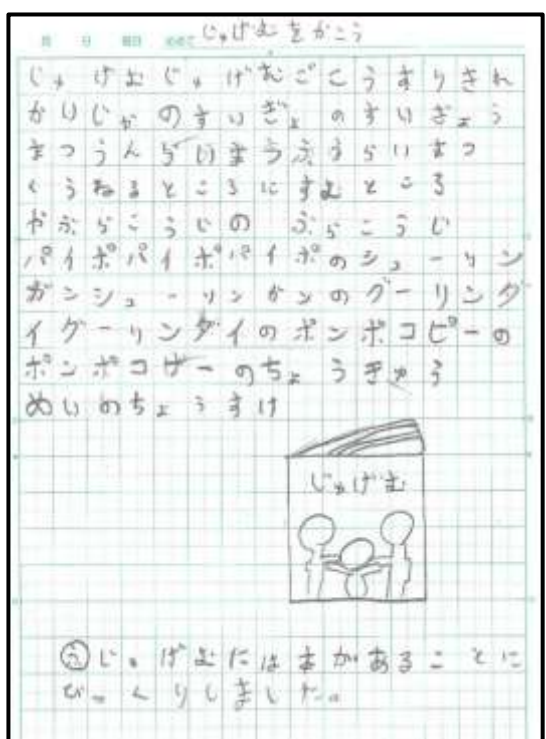 じゅげむをかこう
じゅげむじゅげむごこうすりきれ
かいじゃのすいぎょのすいぎょう
まつうんらいまつふうらいまつ
くうねるところにすむところ
やぶらこうじのぶらこうじ
パイポパイポパイポのシューリン
ガンシューリンガンのグーリンダ
イグーリンダイのポンポコピーの
ポンポコナーのちょうきゅう
めいのちょうすけ
じゅげむ
うじゅげむには本があることに
びっくりしました。